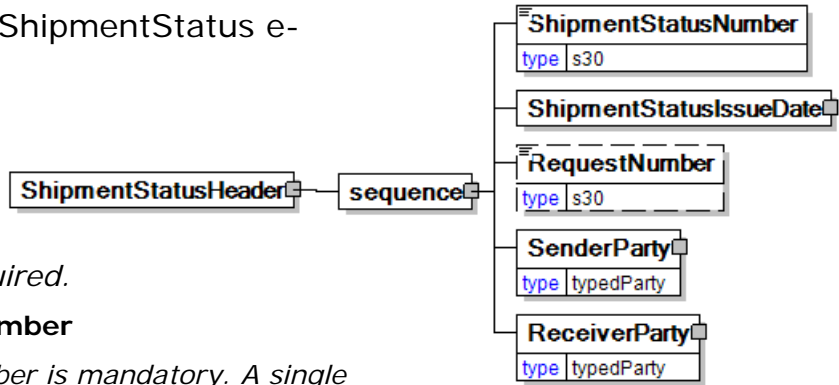 ShipmentStatus e-
uired.
mber
ber is mandatory. A single
ShipmentStatusHeader
sequence
ShipmentStatusNumber
type s30
ShipmentStatusIssueDate
RequestNumber
type s30
SenderParty
type typedParty
ReceiverParty
type typedParty